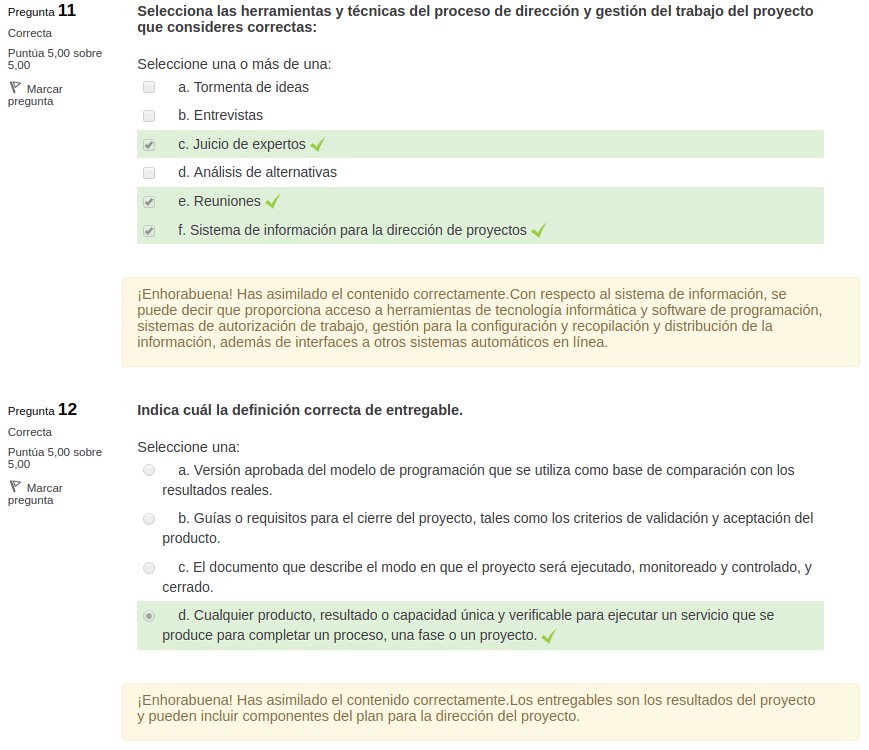 Pregunta 11
Correcta
Puntúa 5,00 sobre
5,00
Marcar
pregunta
Selecciona las herramientas y técnicas del proceso de dirección y gestión del trabajo del proyecto
que consideres correctas:
Seleccione una o más de una:
a. Tormenta de ideas
b. Entrevistas
c. Juicio de expertos
d. Análisis de alternativas
e. Reuniones
f. Sistema de información para la dirección de proyectos
¡Enhorabuena! Has asimilado el contenido correctamente.Con respecto al sistema de información, se
puede decir que proporciona acceso a herramientas de tecnología informática y software de programación,
sistemas de autorización de trabajo, gestión para la configuración y recopilación y distribución de la
información, además de interfaces a otros sistemas automáticos en línea.
Pregunta 12
Correcta
Puntúa 5,00 sobre
5,00
Marcar
pregunta
Indica cuál la definición correcta de entregable.
Seleccione una:
a. Versión aprobada del modelo de programación que se utiliza como base de comparación con los
resultados reales.
b. Guías o requisitos para el cierre del proyecto, tales como los criterios de validación y aceptación del
producto.
c. El documento que describe el modo en que el proyecto será ejecutado, monitoreado y controlado, y
cerrado.
d. Cualquier producto, resultado o capacidad única y verificable para ejecutar un servicio que se
produce para completar un proceso, una fase o un proyecto.
¡Enhorabuena! Has asimilado el contenido correctamente.Los entregables son los resultados del proyecto
y pueden incluir componentes del plan para la dirección del proyecto.